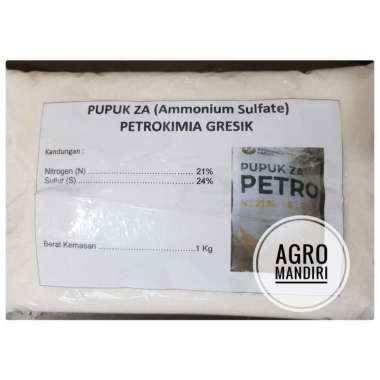 PUPUK ZA (Ammonium Sulfate)
PETROKIMIA GRESIK
Kandungan :
Nitrogen (N) 21%
Sulfur (S) 24%
PUPUK ZA
PETRO
Berat Kemasan 1 Kg
AGRO
MANDIRI